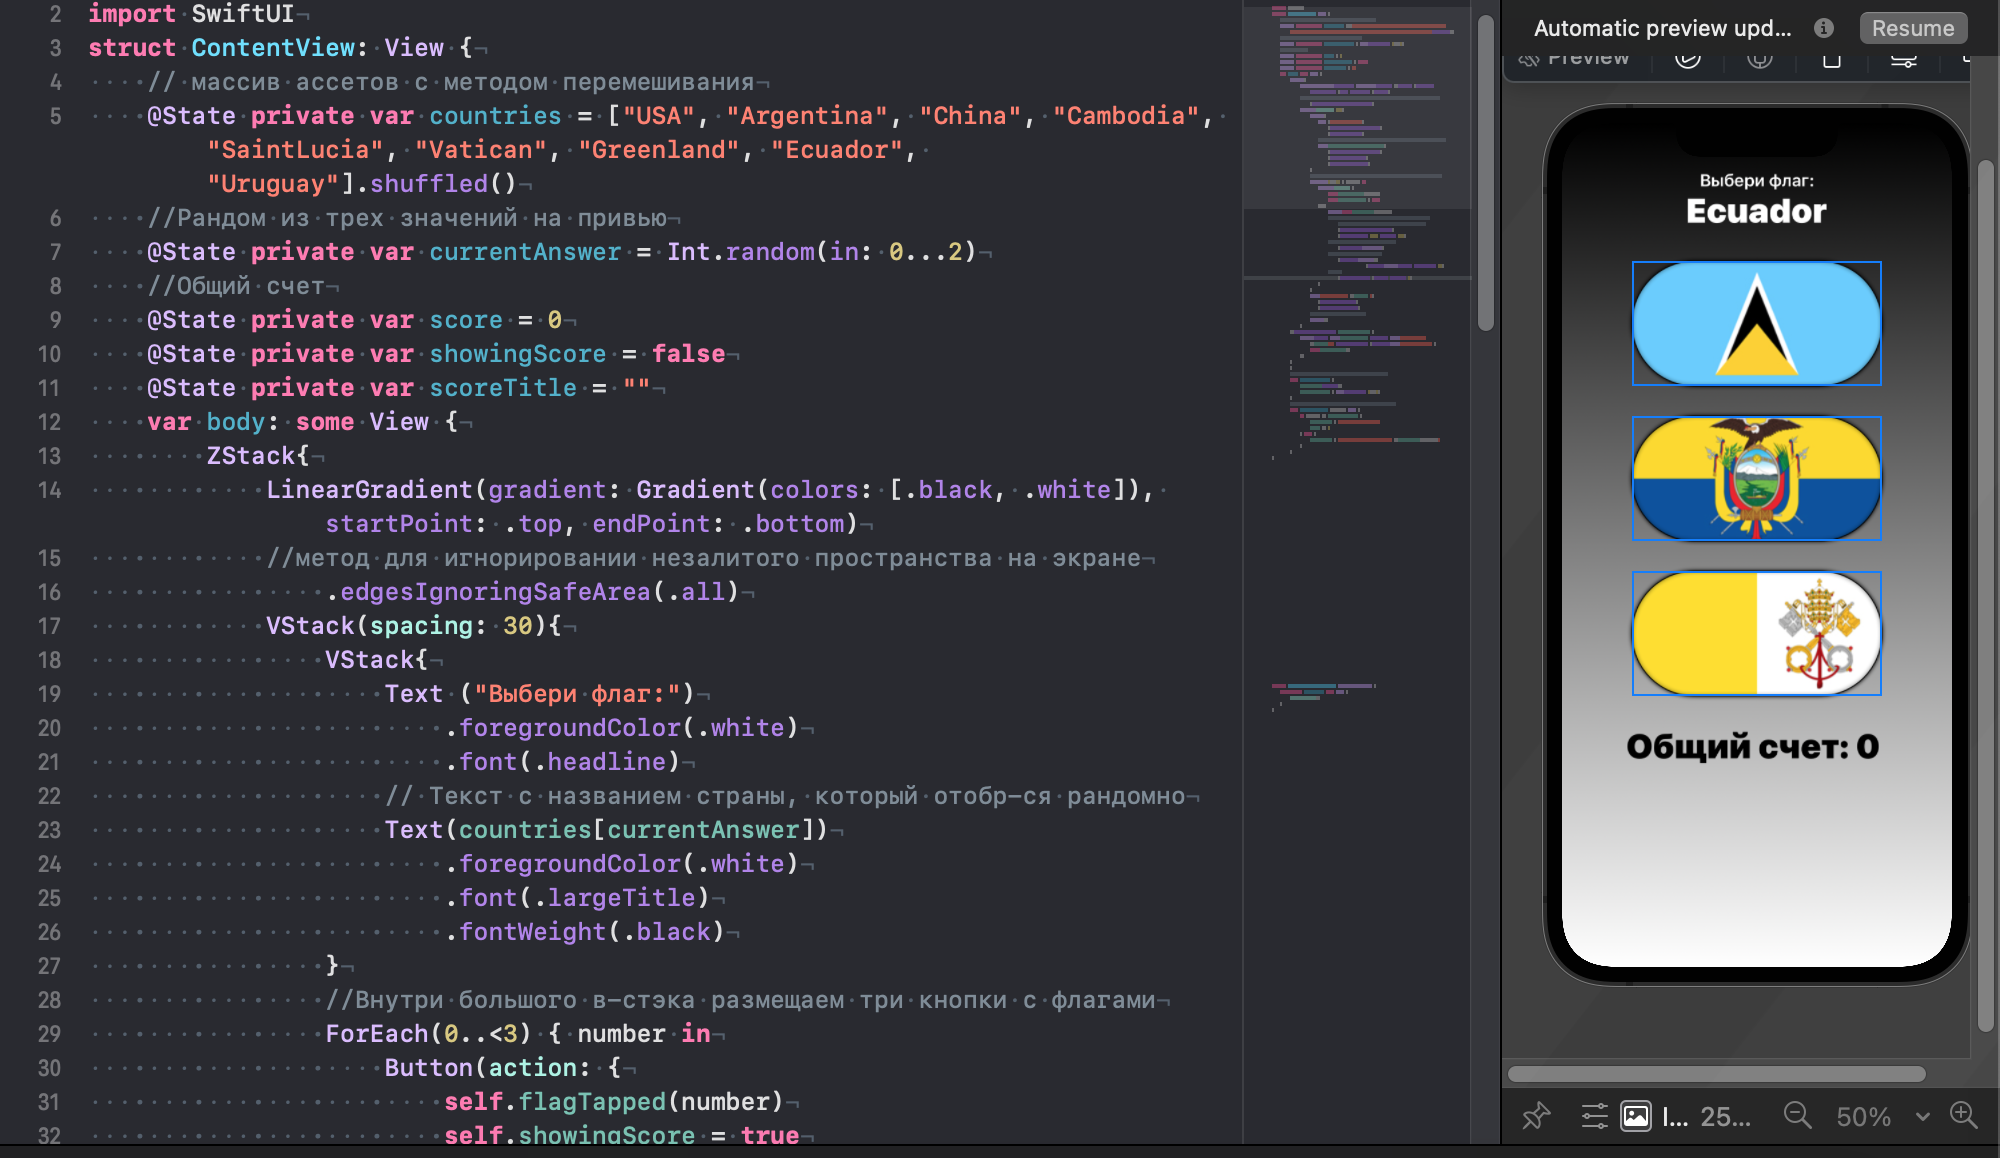 2 import SwiftUI
3 struct ContentView: View {
4 // массив ассетов с методом перемешивания
5 @State private var countries = ["USA", "Argentina", "China", "Cambodia",
"SaintLucia", "Vatican", "Greenland", "Ecuador",
"Uruguay"].shuffled()
6 //Рандом из трех значений на привью
7 @State private var currentAnswer = Int.random(in: 0...2)
8 //Общий счет
9 @State private var score = 0
10 @State private var showingScore = false
11 @State private var scoreTitle = ""
12 var body: some View {
13 ZStack{
14 LinearGradient(gradient: Gradient(colors: [.black, .white]),
startPoint: .top, endPoint: .bottom)
15 //метод для игнорировании незалитого пространства на экране
16 .edgesIgnoringSafeArea(.all)
17 VStack(spacing: 30){
18 VStack{
19 Text ("Выбери флаг:")
20 .foregroundColor(.white)
21 .font(.headline)
22 // Текст с названием страны, который отобр-ся рандомно
23 Text(countries[currentAnswer])
24 .foregroundColor(.white)
25 .font(.largeTitle)
26 .fontWeight(.black)
27 }
28 //Внутри большого в-стэка размещаем три кнопки с флагами
29 ForEach(0..<3) { number in
30 Button(action: {
31 self.flagTapped(number)
32 self.showingScore = true
Automatic preview upd... Resume
Preview
Выбери флаг:
Ecuador
Общий счет: 0
I... 25... 50%